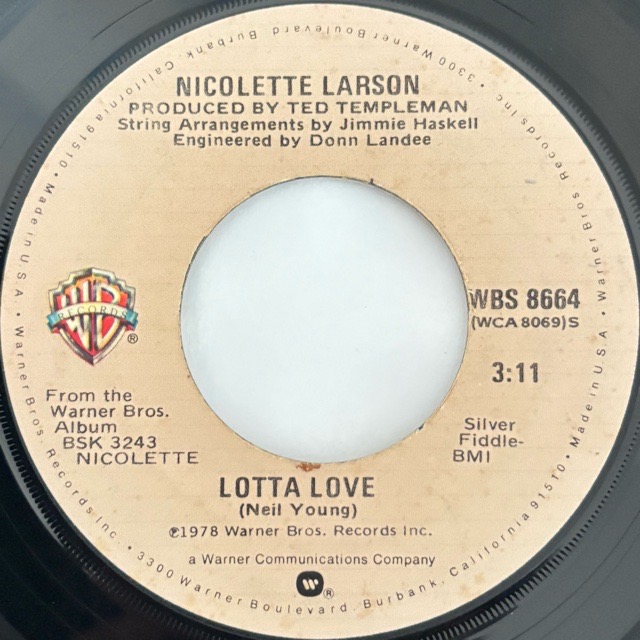 NICOLETTE LARSON
PRODUCED BY TED TEMPLEMAN
String Arrangements by Jimmie Haskell
Engineered by Donn Landee
WB
RECORDS
®
WBS 8664
(WCA 8069)S
3:11
From the
Warner Bros.
Album
BSK 3243
NICOLETTE
Silver
Fiddle-
BMI
LOTTA LOVE
(Neil Young)
℗1978 Warner Bros. Records Inc.
a Warner Communications Company
®
Warner Bros. Records Inc. • 3300 Warner Boulevard, Burbank, California 91510 • Made in U.S.A. • Warner Bros. Records Inc. • 3300 Warner Boulevard, Burbank, California 91510 • Made in U.S.A. •